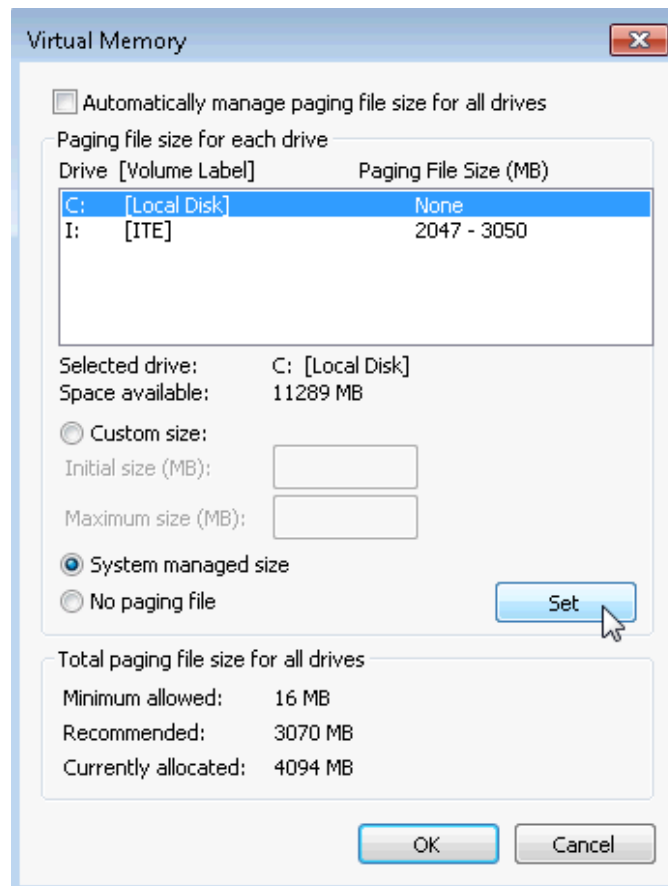 Virtual Memory
Automatically manage paging file size for all drives
Paging file size for each drive
Drive [Volume Label] Paging File Size (MB)
C: [Local Disk] None
I: [ITE] 2047 - 3050
Selected drive: C: [Local Disk]
Space available: 11289 MB
Custom size:
Initial size (MB):
Maximum size (MB):
System managed size
No paging file Set
Total paging file size for all drives
Minimum allowed: 16 MB
Recommended: 3070 MB
Currently allocated: 4094 MB
OK Cancel